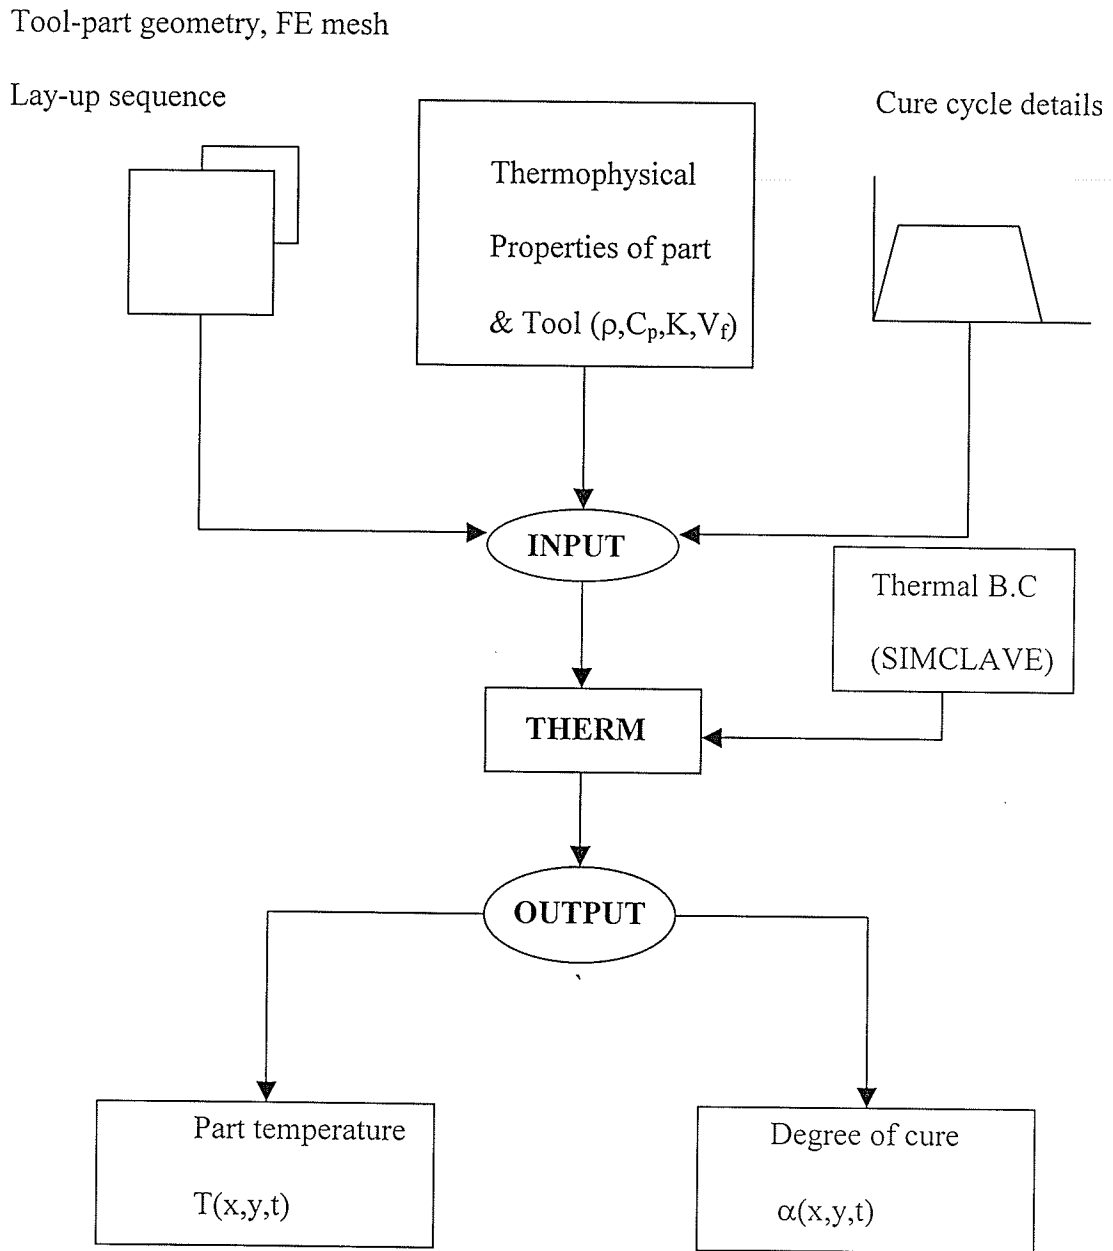 Tool-part geometry, FE mesh
Lay-up sequence
Cure cycle details
Thermophysical
Properties of part
& Tool (ρ,Cp,K,Vf)
INPUT
Thermal B.C
(SIMCLAVE)
THERM
OUTPUT
Part temperature
T(x,y,t)
Degree of cure
α(x,y,t)